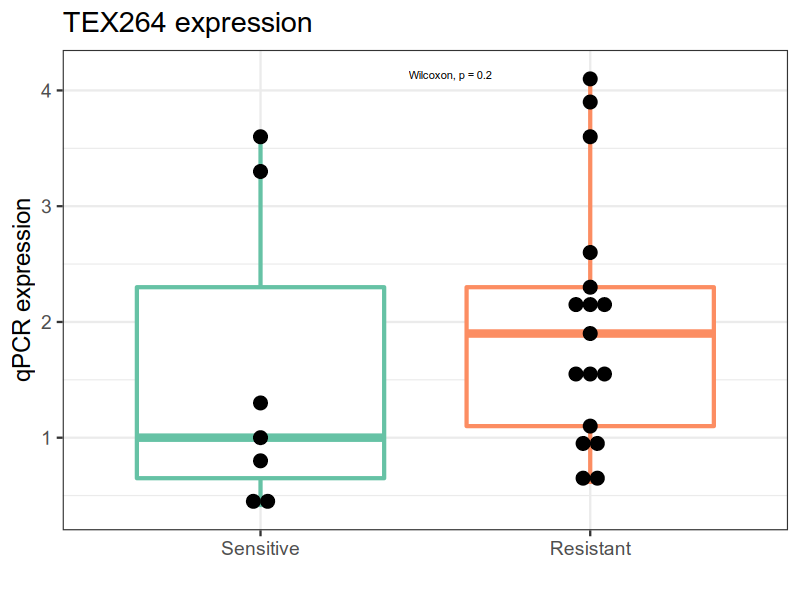 TEX264 expression
Wilcoxon, p = 0.2
qPCR expression
4
3
2
1
Sensitive
Resistant